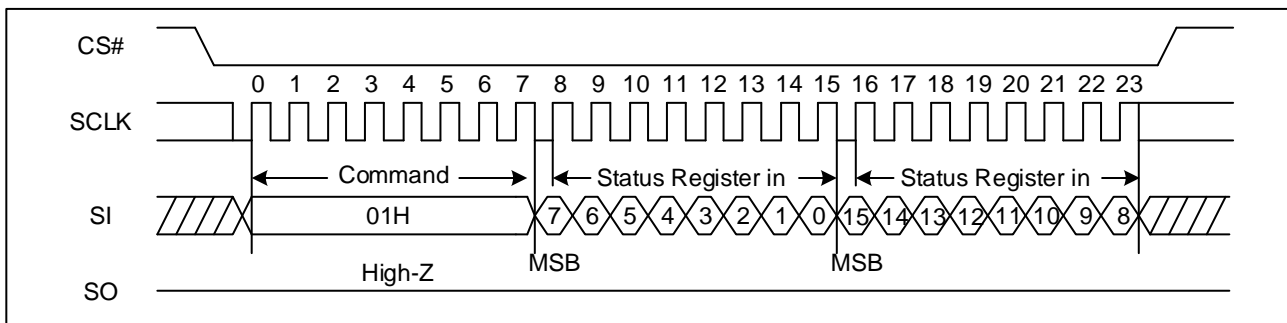 CS#
0 1 2 3 4 5 6 7 8 9 10 11 12 13 14 15 16 17 18 19 20 21 22 23
SCLK
Command Status Register in Status Register in
SI 01H 7 6 5 4 3 2 1 0 15 14 13 12 11 10 9 8
MSB MSB
High-Z
SO